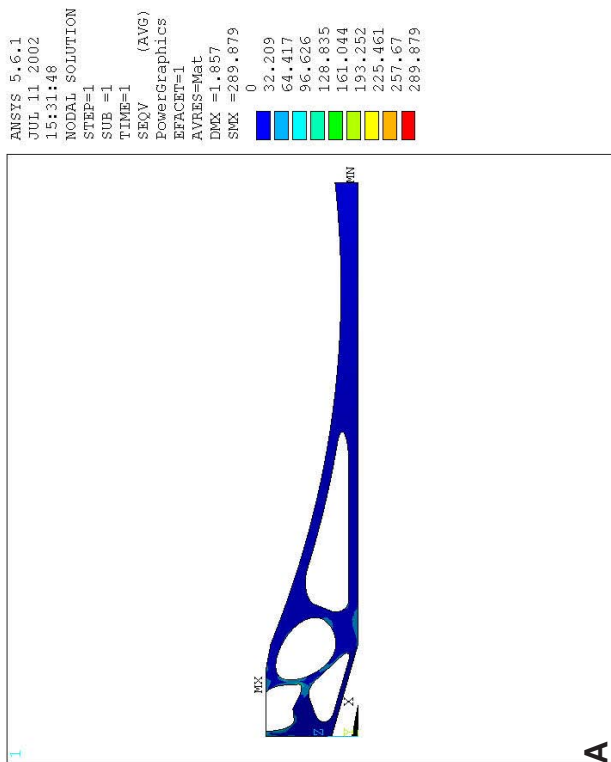 ANSYS 5.6.1
JUL 11 2002
15:31:48
NODAL SOLUTION
STEP=1
SUB =1
TIME=1
SEQV (AVG)
PowerGraphics
EFACET=1
AVRES=Mat
DMX =1.857
SMX =289.879
0
32.209
64.417
96.626
128.835
161.044
193.252
225.461
257.67
289.879
1
MX
MN
Z
X
A